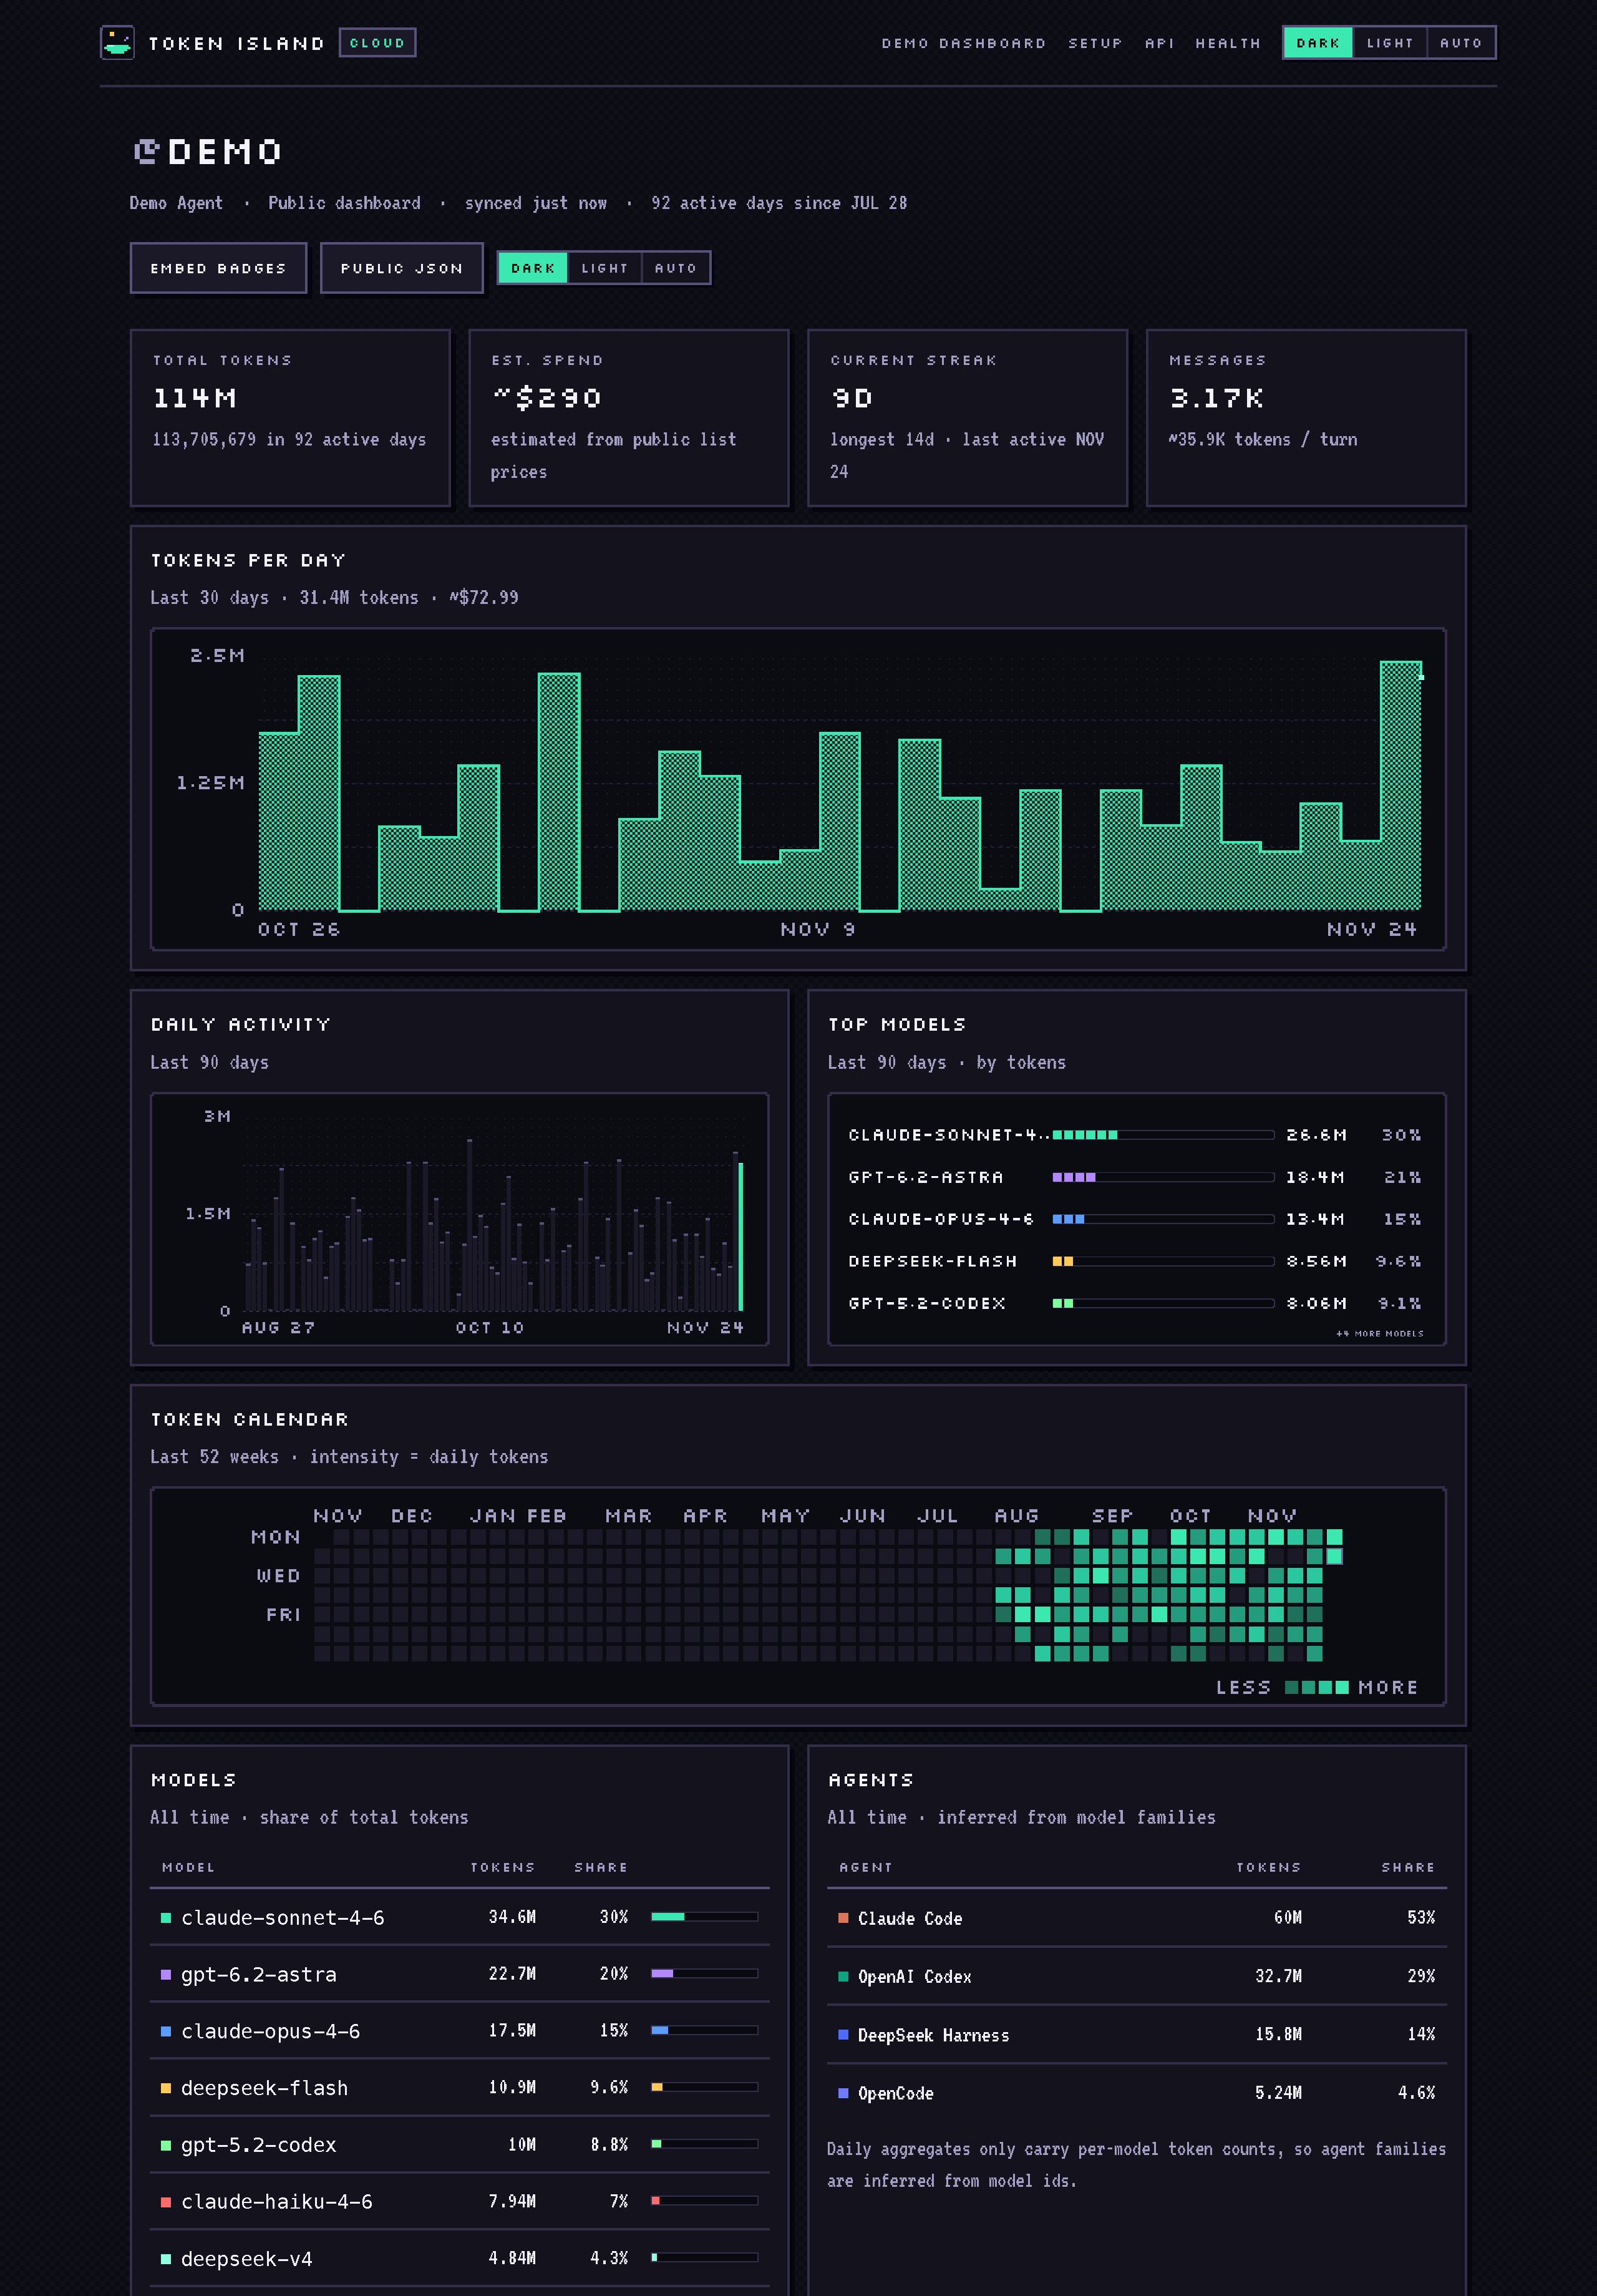 TOKEN ISLAND CLOUD
DEMO DASHBOARD SETUP API HEALTH DARK LIGHT AUTO
@DEMO
Demo Agent · Public dashboard · synced just now · 92 active days since JUL 28
EMBED BADGES PUBLIC JSON DARK LIGHT AUTO
TOTAL TOKENS
114M
113,705,679 in 92 active days
EST. SPEND
~$290
estimated from public list
prices
CURRENT STREAK
9D
longest 14d · last active NOV
24
MESSAGES
3.17K
~35.9K tokens / turn
TOKENS PER DAY
Last 30 days · 31.4M tokens · ~$72.99
2.5M
1.25M
0
OCT 26 NOV 9 NOV 24
DAILY ACTIVITY
Last 90 days
3M
1.5M
0
AUG 27 OCT 10 NOV 24
TOP MODELS
Last 90 days · by tokens
CLAUDE-SONNET-4.. 26.6M 30%
GPT-6.2-ASTRA 18.4M 21%
CLAUDE-OPUS-4-6 13.4M 15%
DEEPSEEK-FLASH 8.56M 9.6%
GPT-5.2-CODEX 8.06M 9.1%
+4 MORE MODELS
TOKEN CALENDAR
Last 52 weeks · intensity = daily tokens
NOV DEC JAN FEB MAR APR MAY JUN JUL AUG SEP OCT NOV
MON
WED
FRI
LESS MORE
MODELS
All time · share of total tokens
MODEL TOKENS SHARE
claude-sonnet-4-6 34.6M 30%
gpt-6.2-astra 22.7M 20%
claude-opus-4-6 17.5M 15%
deepseek-flash 10.9M 9.6%
gpt-5.2-codex 10M 8.8%
claude-haiku-4-6 7.94M 7%
deepseek-v4 4.84M 4.3%
AGENTS
All time · inferred from model families
AGENT TOKENS SHARE
Claude Code 60M 53%
OpenAI Codex 32.7M 29%
DeepSeek Harness 15.8M 14%
OpenCode 5.24M 4.6%
Daily aggregates only carry per-model token counts, so agent families
are inferred from model ids.